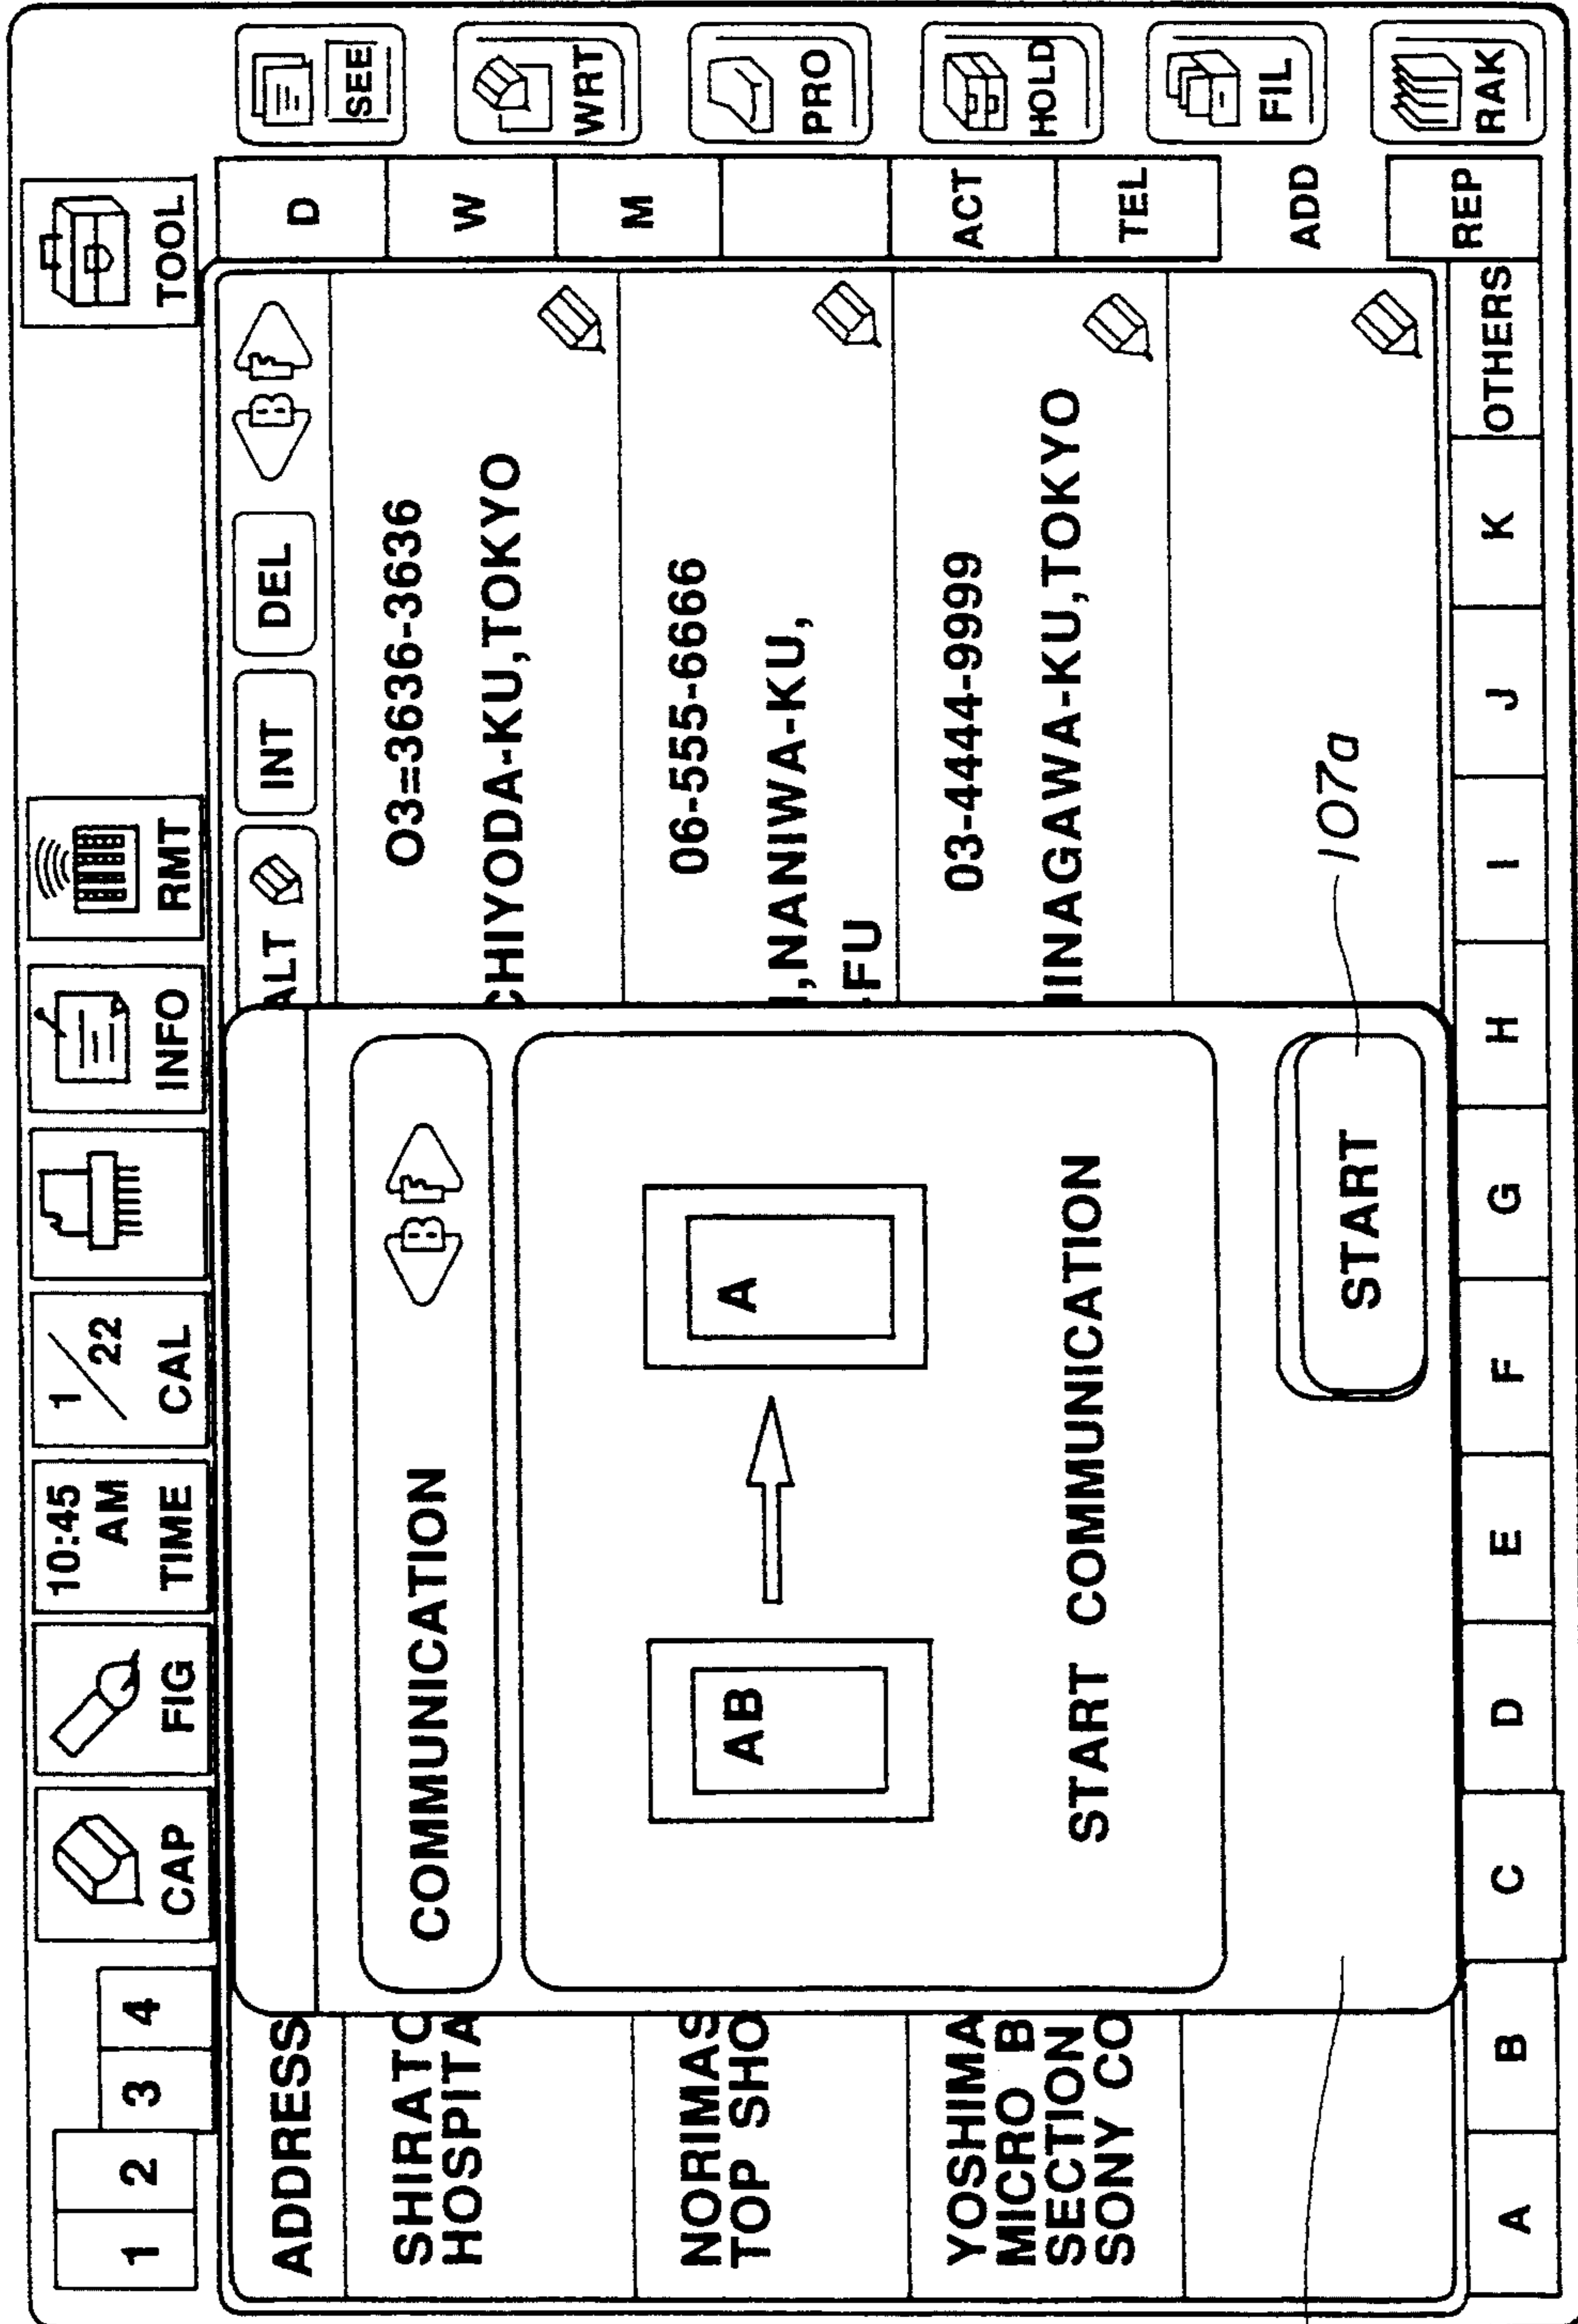 1 2 3 4
CAP
FIG
10:45
AM
TIME
1/22
CAL
INFO
RMT
TOOL
ADDRESS
ALT
INT
DEL
B F
SHIRATO
HOSPITA
O3=3636-3636
CHIYODA-KU,TOKYO
NORIMAS
TOP SHO
06-555-6666
,NANIWA-KU,
FU
YOSHIMA
MICRO B
SECTION
SONY CO
03-4444-9999
INAGAWA-KU,TOKYO
COMMUNICATION
B F
AB
A
START COMMUNICATION
START
107a
D
W
M
ACT
TEL
ADD
REP
SEE
WRT
PRO
HOLD
FIL
RAK
A B C D E F G H I J K OTHERS